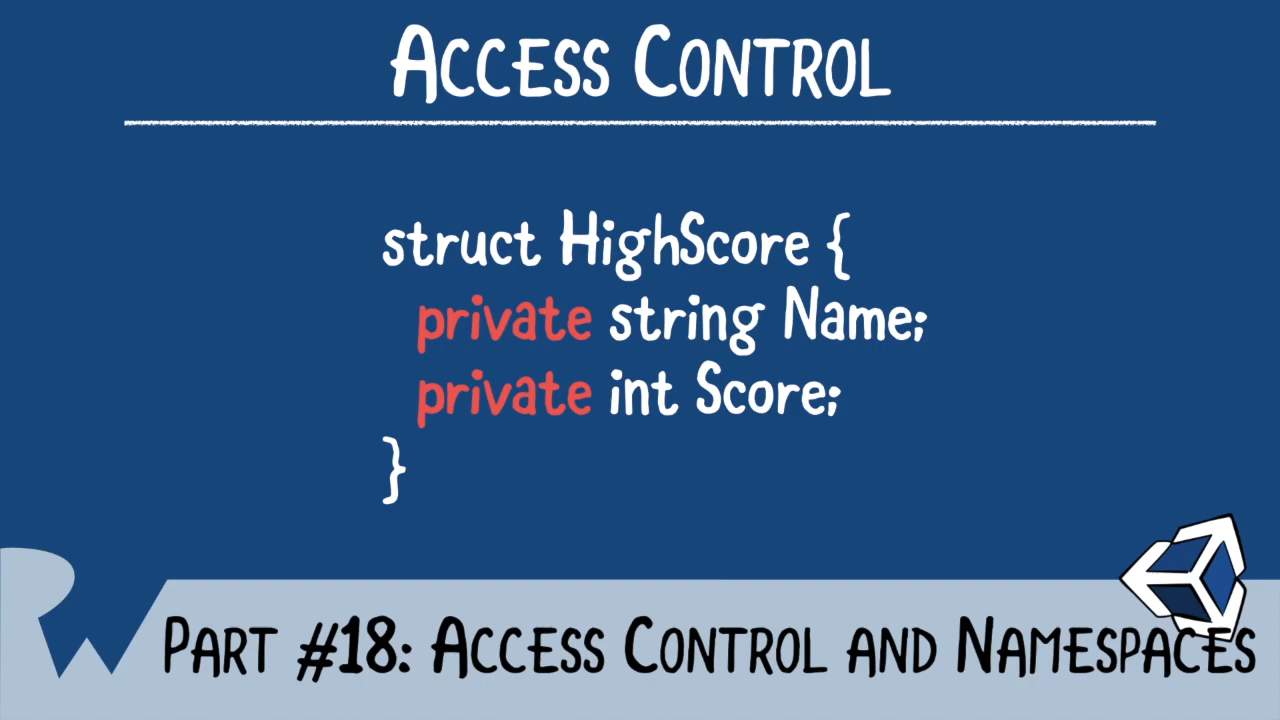 Access Control
struct HighScore {
private string Name;
private int Score;
}
Part #18: Access Control and Namespaces